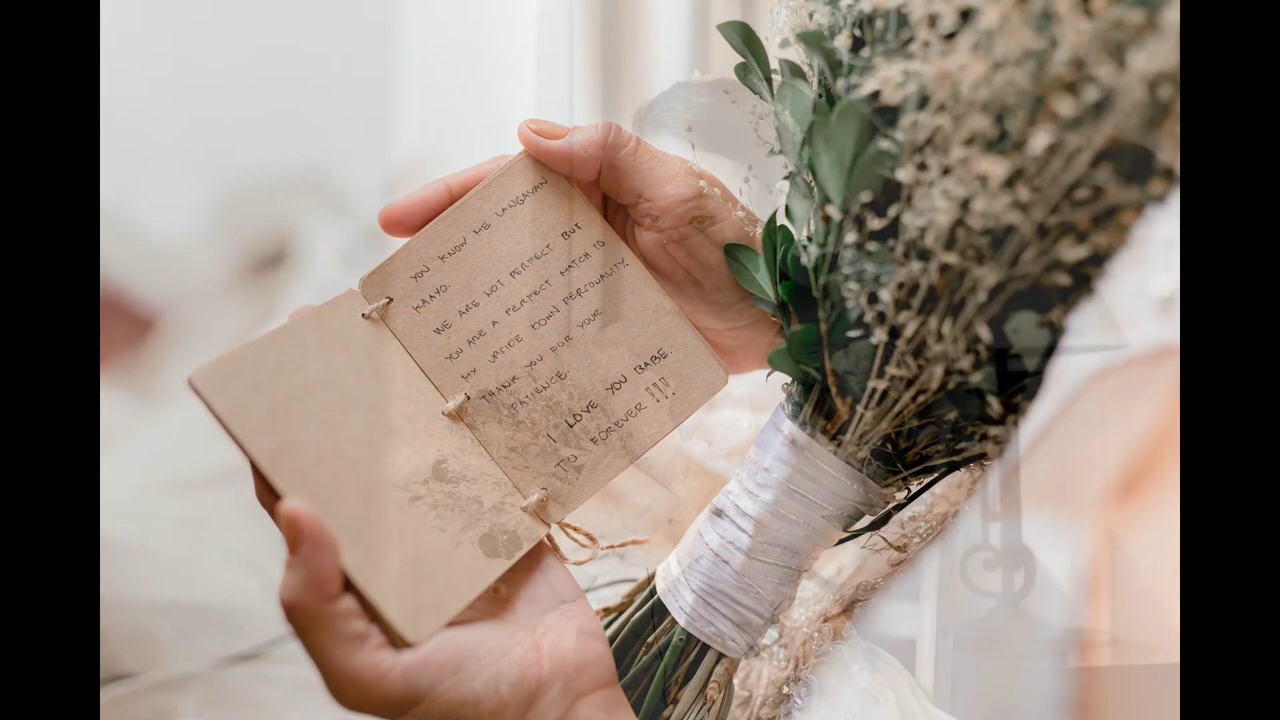 YOU KNOW ME LANGAYAN
KAAYO.
WE ARE NOT PERFECT BUT
YOU ARE A PERFECT MATCH TO
MY UPSIDE DOWN PERSONALITY.
THANK YOU FOR YOUR
PATIENCE.
I LOVE YOU BABE.
TO FOREVER !!!